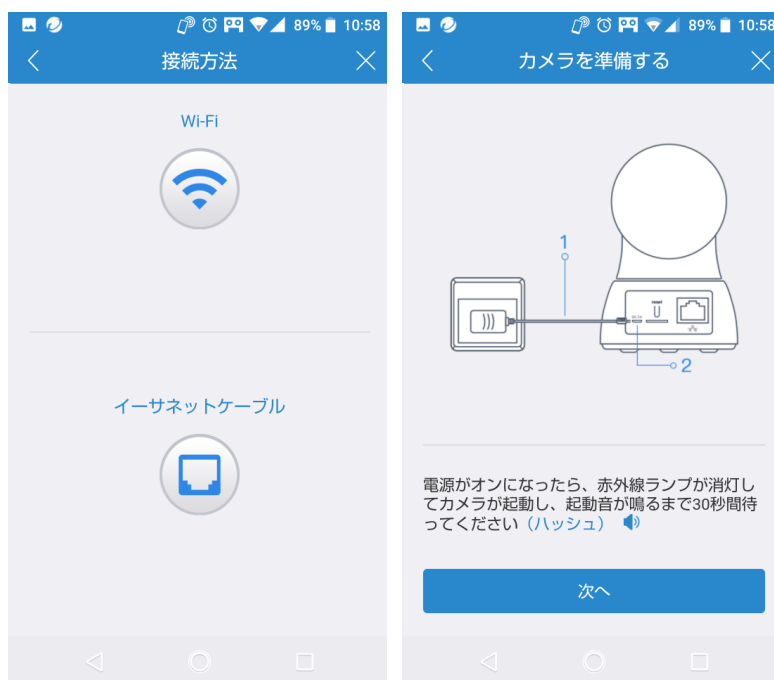 89% 10:58
接続方法
Wi-Fi
イーサネットケーブル
89% 10:58
カメラを準備する
1
reset
2
電源がオンになったら、赤外線ランプが消灯し
てカメラが起動し、起動音が鳴るまで30秒間待
ってください（ハッシュ）
次へ